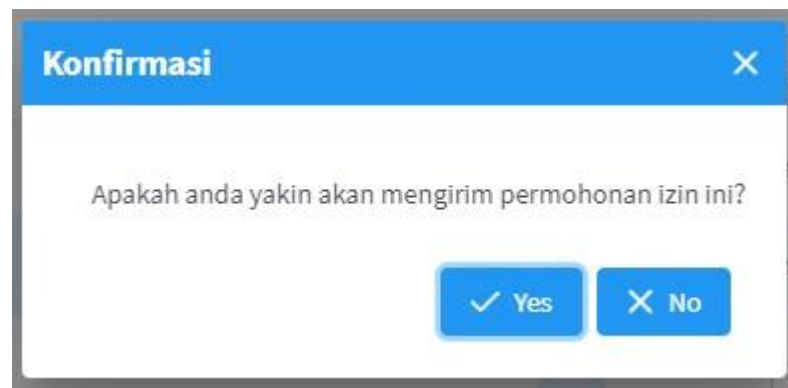 Konfirmasi
Apakah anda yakin akan mengirim permohonan izin ini?
Yes
No